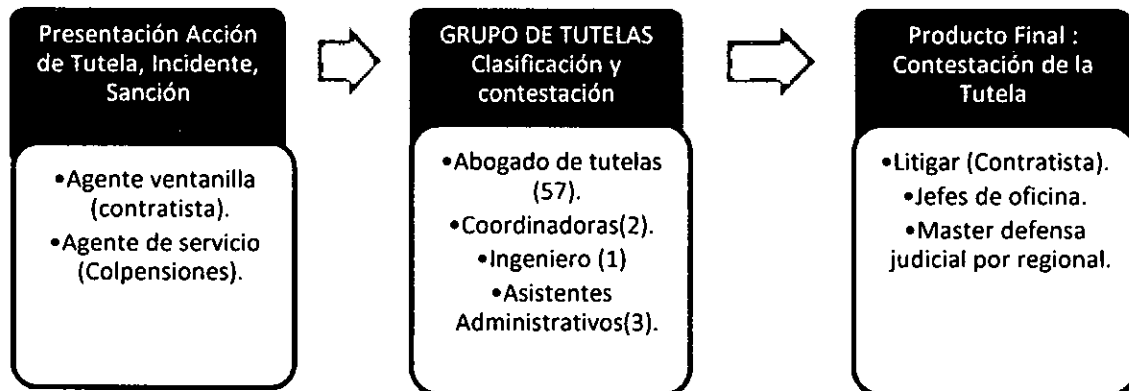 Presentación Acción
de Tutela, Incidente,
Sanción
•Agente ventanilla
(contratista).
•Agente de servicio
(Colpensiones).
GRUPO DE TUTELAS
Clasificación y
contestación
•Abogado de tutelas
(57).
•Coordinadoras(2).
•Ingeniero (1)
•Asistentes
Administrativos(3).
Producto Final :
Contestación de la
Tutela
•Litigar (Contratista).
•Jefes de oficina.
•Master defensa
judicial por regional.